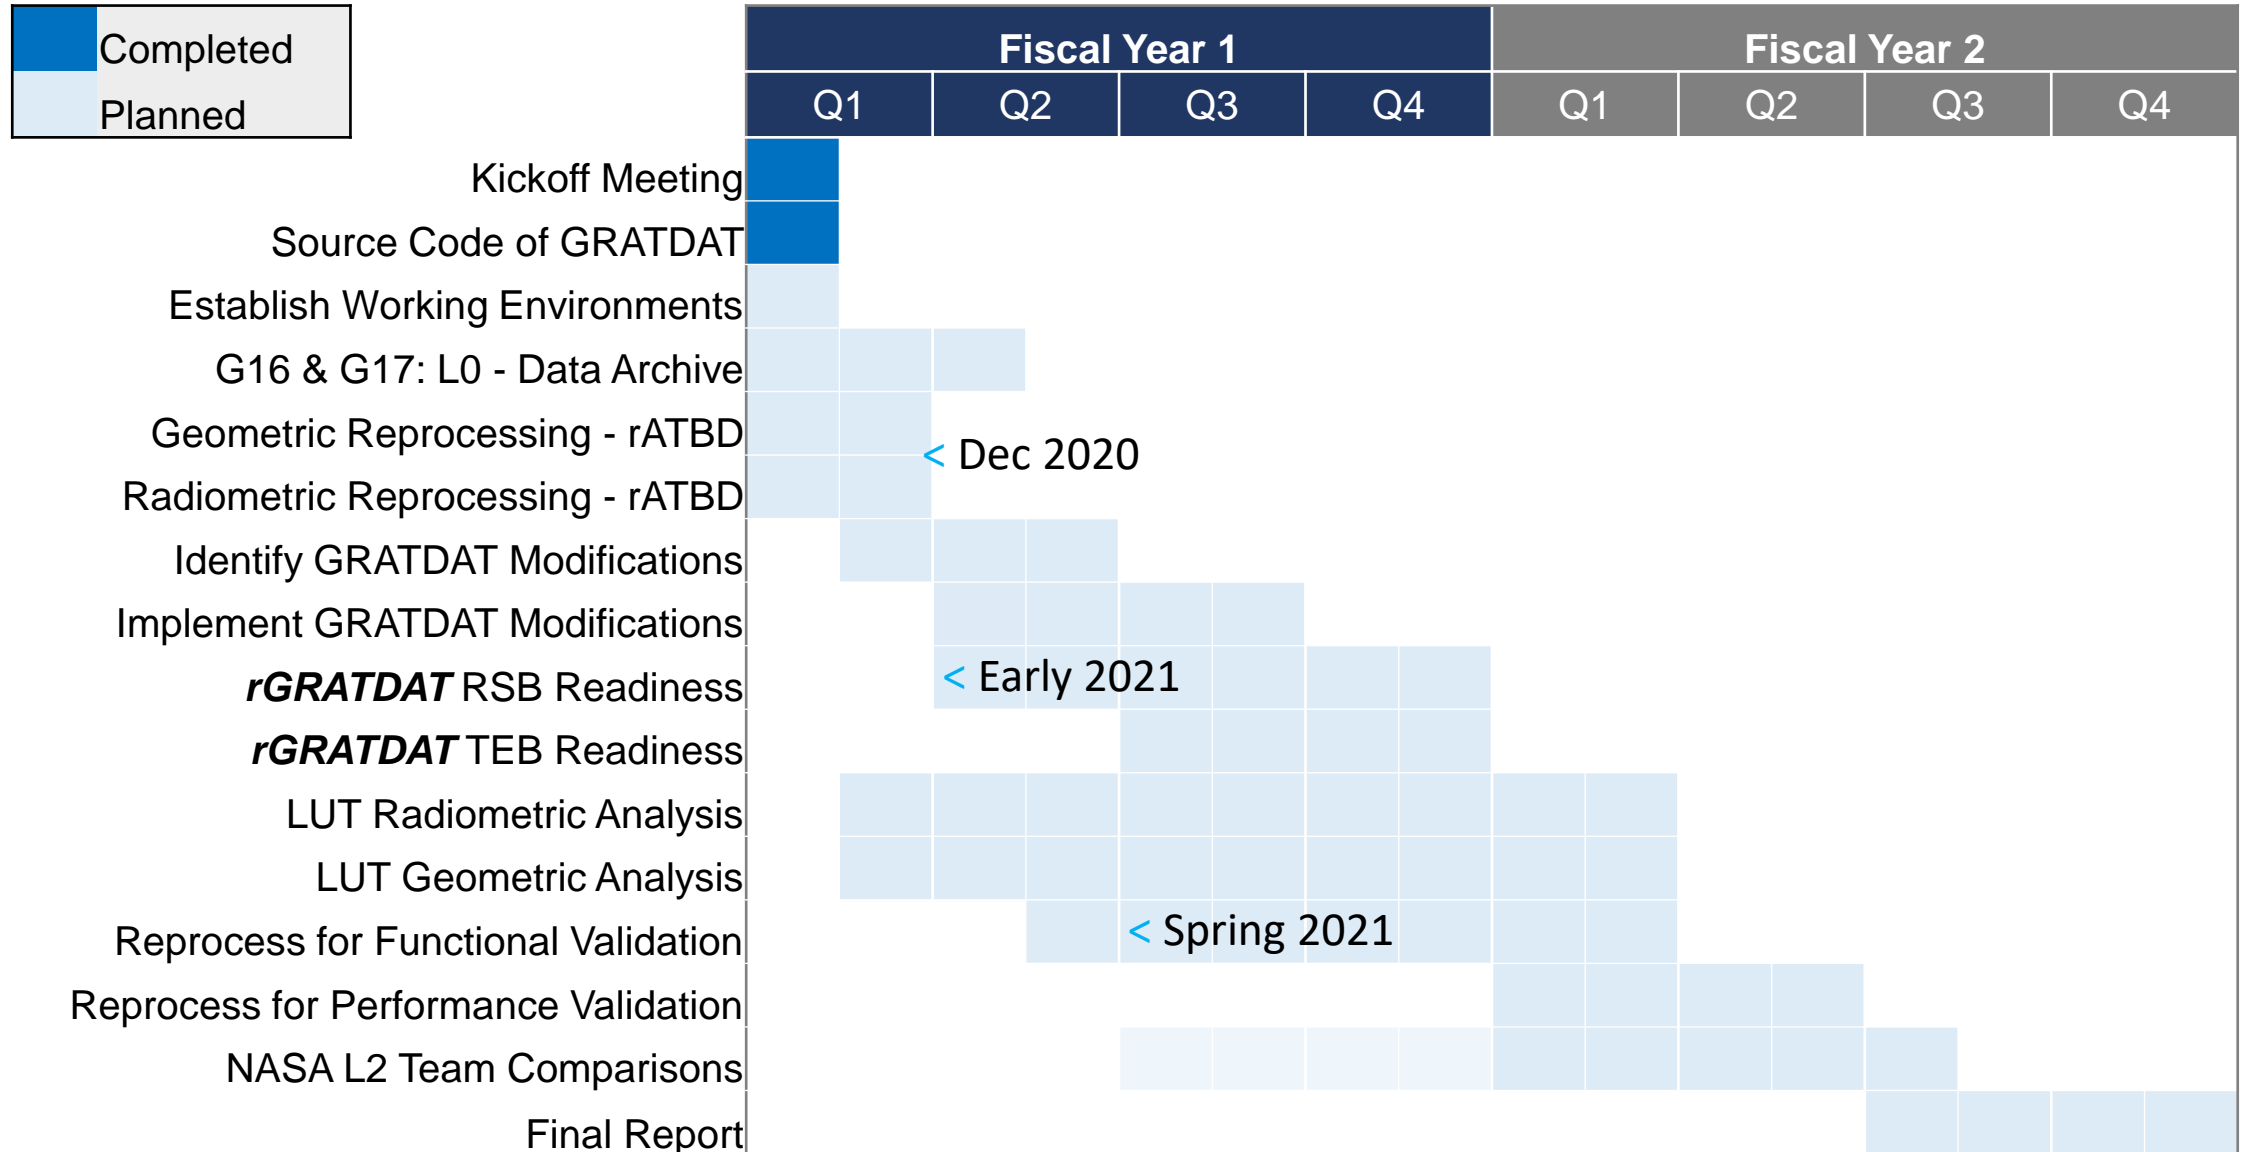 Completed
Planned
Fiscal Year 1 Fiscal Year 2
Q1 Q2 Q3 Q4 Q1 Q2 Q3 Q4
Kickoff Meeting
Source Code of GRATDAT
Establish Working Environments
G16 & G17: L0 - Data Archive
Geometric Reprocessing - rATBD
< Dec 2020
Radiometric Reprocessing - rATBD
Identify GRATDAT Modifications
Implement GRATDAT Modifications
rGRATDAT RSB Readiness < Early 2021
rGRATDAT TEB Readiness
LUT Radiometric Analysis
LUT Geometric Analysis
Reprocess for Functional Validation < Spring 2021
Reprocess for Performance Validation
NASA L2 Team Comparisons
Final Report